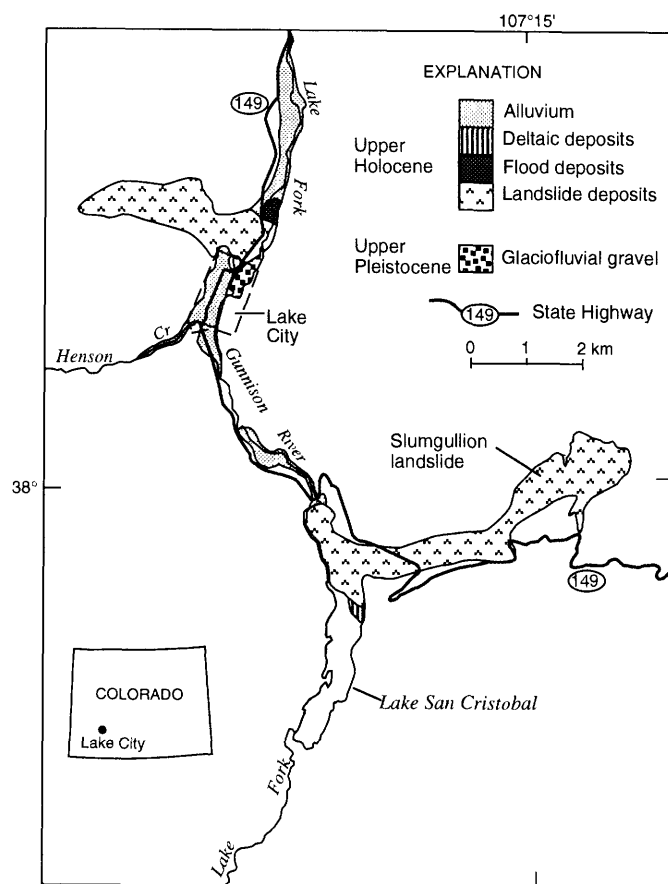 107°15'
EXPLANATION
Upper
Holocene
Alluvium
Deltaic deposits
Flood deposits
Landslide deposits
Upper
Pleistocene
Glaciofluvial gravel
149
State Highway
0 1 2 km
149
Lake
Fork
Lake
City
Henson
Cr
Gunnison
River
Slumgullion
landslide
38°
149
COLORADO
Lake City
Lake San Cristobal
Fork
Lake